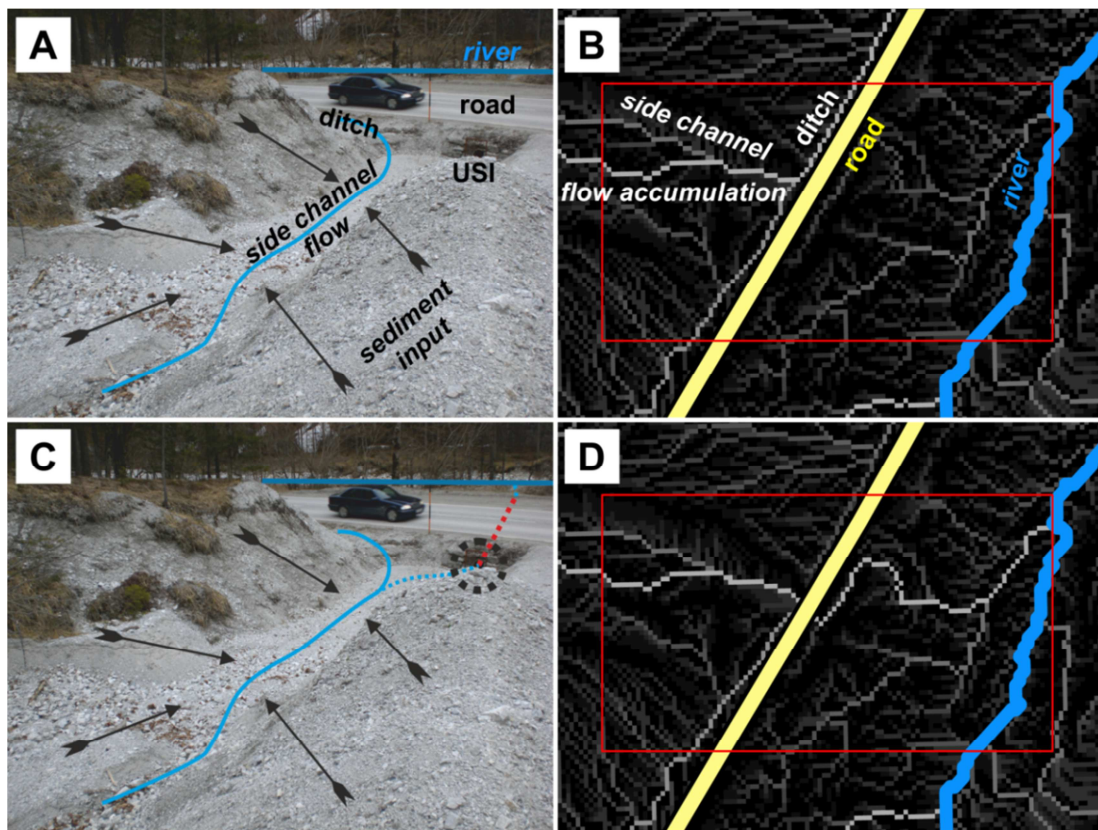 A
river
road
ditch
USI
side channel
flow
sediment
input
B
side channel
ditch
road
flow accumulation
river
C
D